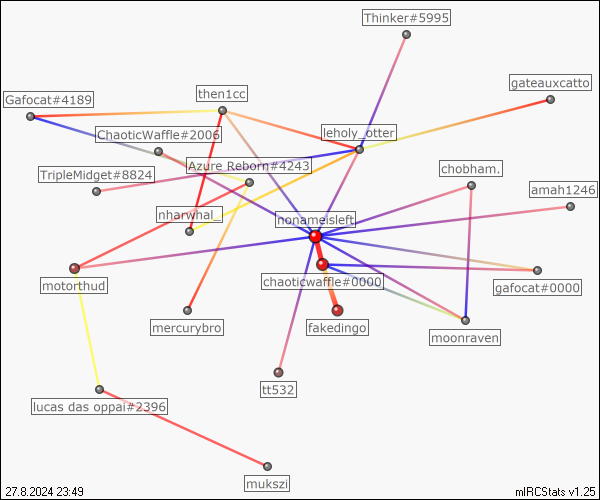 Thinker#5995
gateauxcatto
then1cc
Gafocat#4189
leholy_otter
ChaoticWaffle#2006
Azure Reborn#4243
chobham.
TripleMidget#8824
amah1246
nharwhal_
nonameisleft
motorthud
chaoticwaffle#0000
gafocat#0000
mercurybro
fakedingo
moonraven
tt532
lucas das oppai#2396
mukszi
27.8.2024 23:49
mIRCStats v1.25